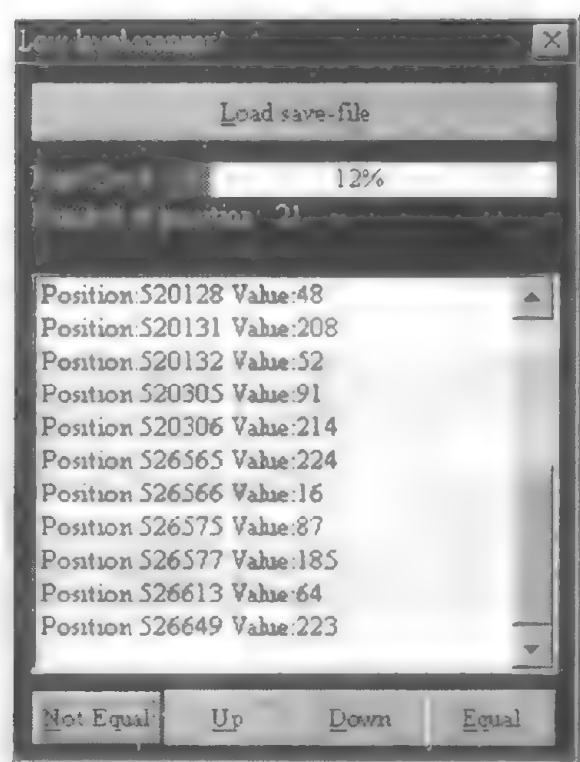 Load save-file
12%
Position:520128 Value:48
Position:520131 Value:208
Position:520132 Value:52
Position:520305 Value:91
Position:520306 Value:214
Position:526565 Value:224
Position:526566 Value:16
Position:526575 Value:87
Position:526577 Value:185
Position:526613 Value:64
Position:526649 Value:223
Not Equal Up Down Equal